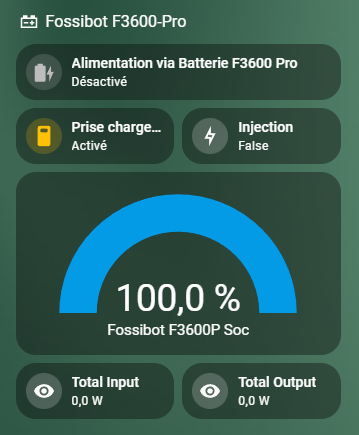 Fossibot F3600-Pro
Alimentation via Batterie F3600 Pro
Désactivé
Prise charge...
Activé
Injection
False
100,0 %
Fossibot F3600P Soc
Total Input
0,0 W
Total Output
0,0 W